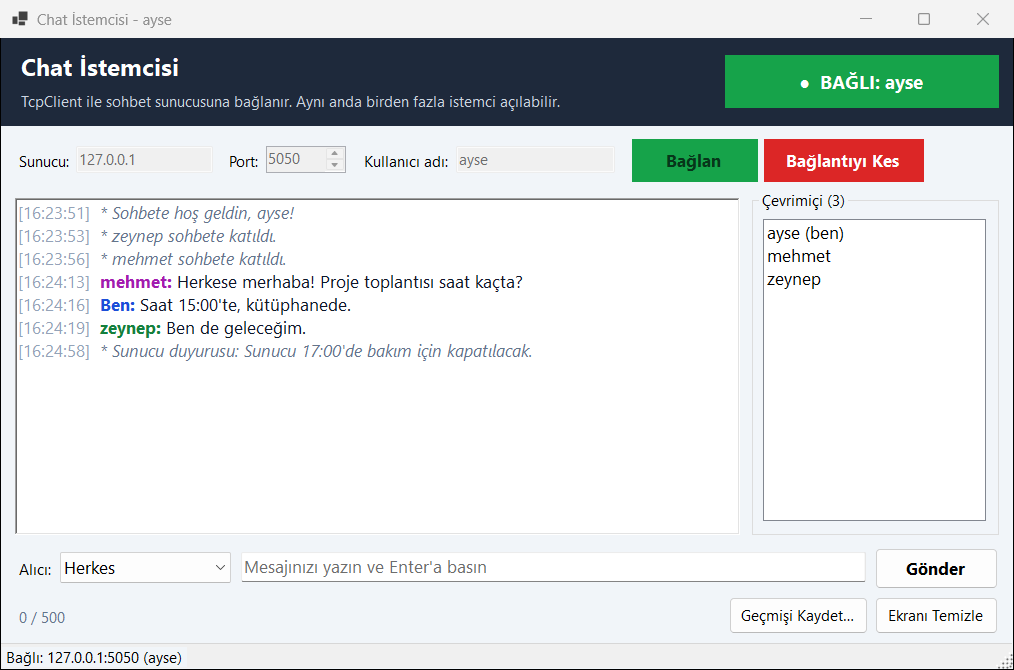 Chat İstemcisi - ayse
Chat İstemcisi
TcpClient ile sohbet sunucusuna bağlanır. Aynı anda birden fazla istemci açılabilir.
● BAĞLI: ayse
Sunucu: 127.0.0.1 Port: 5050 Kullanıcı adı: ayse Bağlan Bağlantıyı Kes
[16:23:51] * Sohbete hoş geldin, ayse!
[16:23:53] * zeynep sohbete katıldı.
[16:23:56] * mehmet sohbete katıldı.
[16:24:13] mehmet: Herkese merhaba! Proje toplantısı saat kaçta?
[16:24:16] Ben: Saat 15:00'te, kütüphanede.
[16:24:19] zeynep: Ben de geleceğim.
[16:24:58] * Sunucu duyurusu: Sunucu 17:00'de bakım için kapatılacak.
Çevrimiçi (3)
ayse (ben)
mehmet
zeynep
Alıcı: Herkes Mesajınızı yazın ve Enter'a basın Gönder
0 / 500 Geçmişi Kaydet... Ekranı Temizle
Bağlı: 127.0.0.1:5050 (ayse)